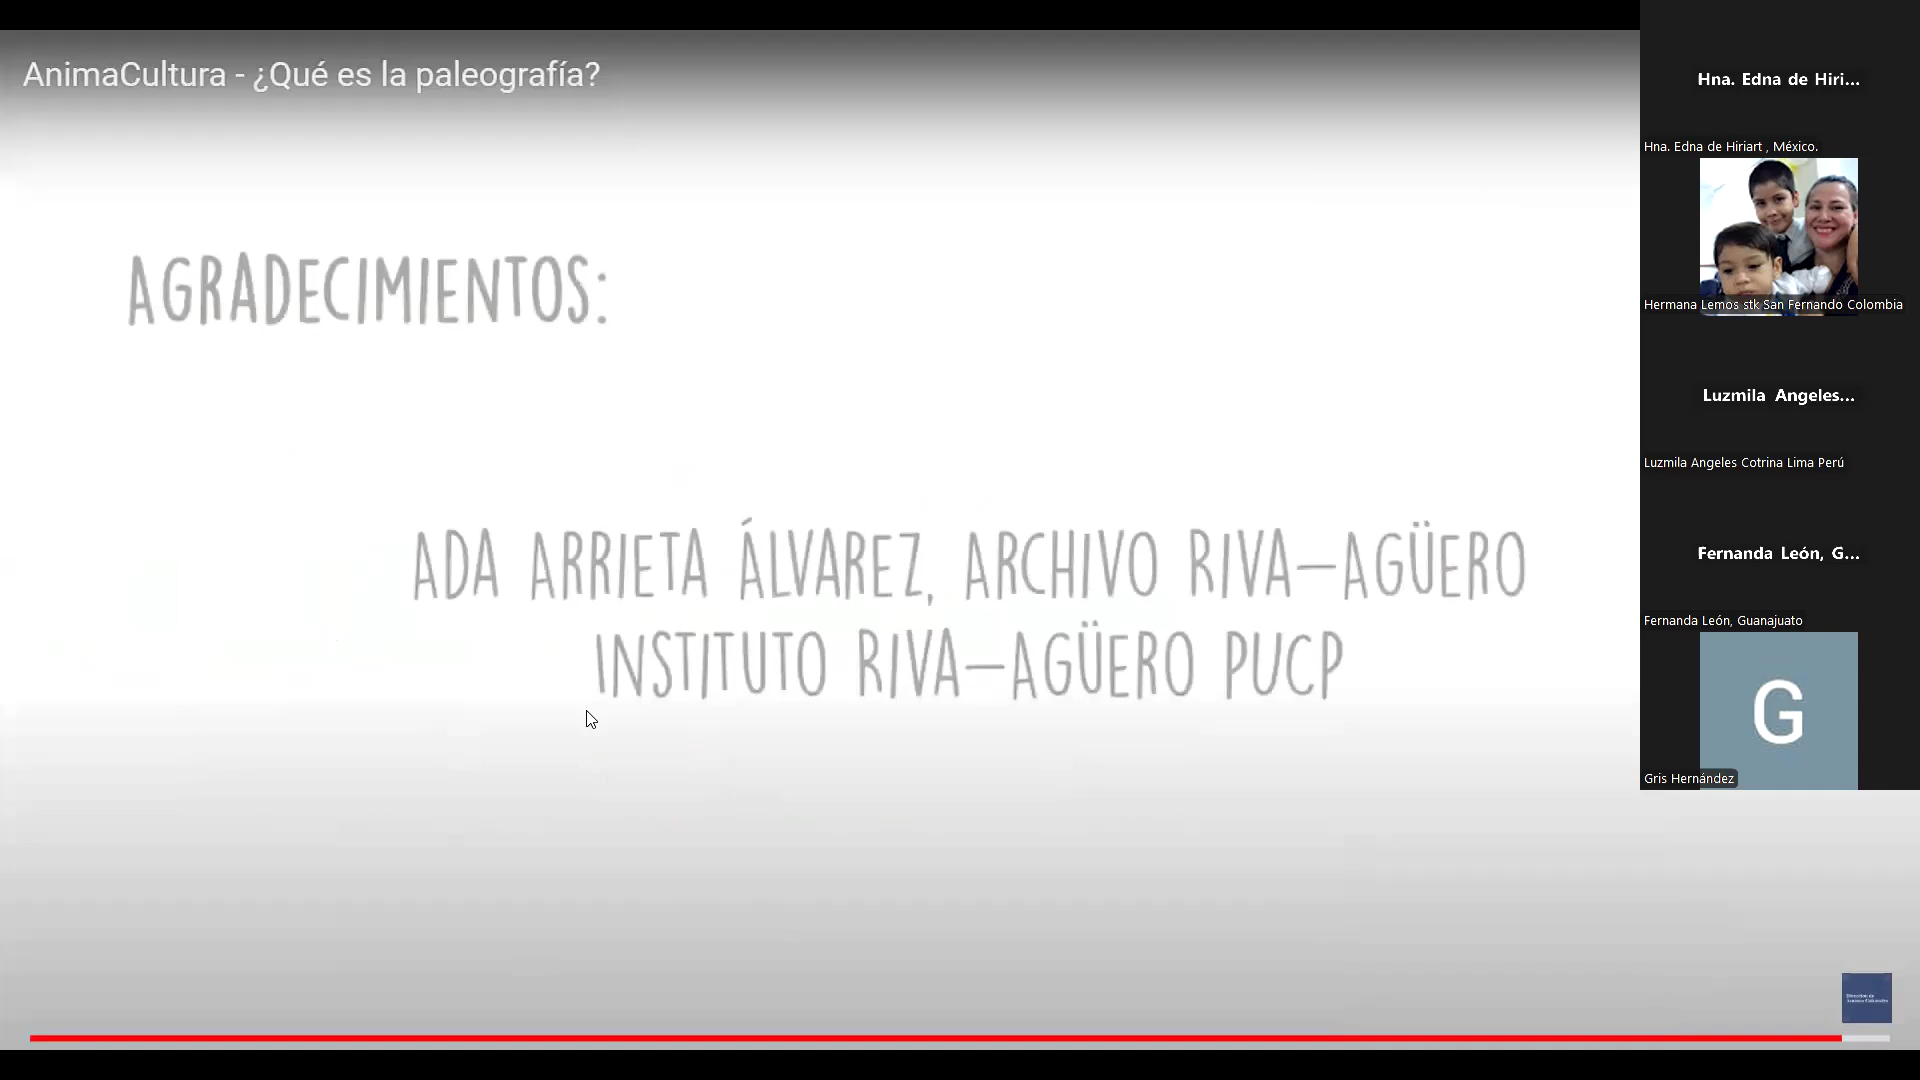 AnimaCultura - ¿Qué es la paleografía?
AGRADECIMIENTOS:
ADA ARRIETA ÁLVAREZ, ARCHIVO RIVA–AGÜERO
INSTITUTO RIVA–AGÜERO PUCP
Hna. Edna de Hiri...
Hna. Edna de Hiriart , México.
Hermana Lemos stk San Fernando Colombia
Luzmila Angeles...
Luzmila Angeles Cotrina Lima Perú
Fernanda León, G...
Fernanda León, Guanajuato
G
Gris Hernández